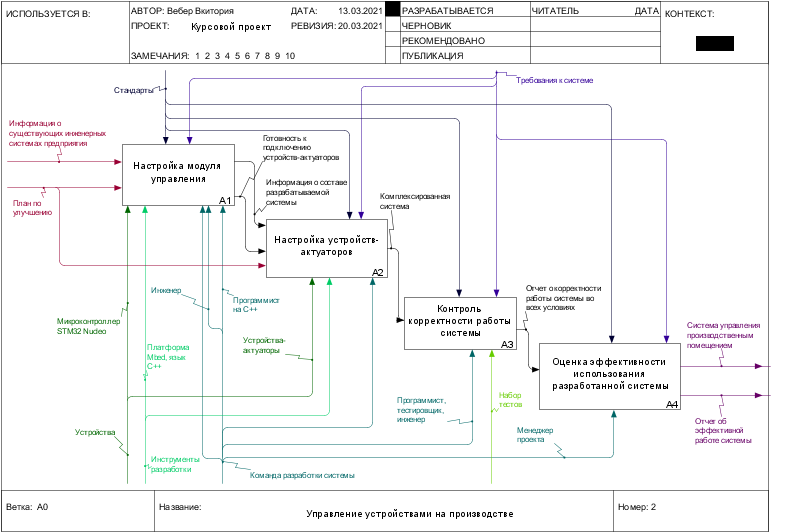 ИСПОЛЬЗУЕТСЯ В:
АВТОР: Вебер Вкитория
ДАТА: 13.03.2021
ПРОЕКТ: Курсовой проект
РЕВИЗИЯ: 20.03.2021
ЗАМЕЧАНИЯ: 1 2 3 4 5 6 7 8 9 10
РАЗРАБАТЫВАЕТСЯ
ЧЕРНОВИК
РЕКОМЕНДОВАНО
ПУБЛИКАЦИЯ
ЧИТАТЕЛЬ ДАТА
КОНТЕКСТ:
Стандарты
Требования к системе
Информация о
существующих инженерных
системах предприятия
План по
улучшению
Настройка модуля
управления
A1
Готовность к
подключению
устройств-актуаторов
Информация о составе
разрабатываемой
системы
Комплексированная
система
Настройка устройств-
актуаторов
A2
Инженер
Программист
на С++
Микроконтроллер
STM32 Nudeo
Платформа
Mbed, язык
С++
Устройства-
актуаторы
Контроль
корректности работы
системы
A3
Отчет о корректности
работы системы во
всех условиях
Оценка эффективности
использования
разработанной системы
A4
Система управления
производственным
помещением
Отчет об
эффективной
работе системы
Программист,
тестировщик,
инженер
Набор
тестов
Менеджер
проекта
Устройства
Инструменты
разработки
Команда разработки системы
Ветка: A0
Название:
Управление устройствами на производстве
Номер: 2